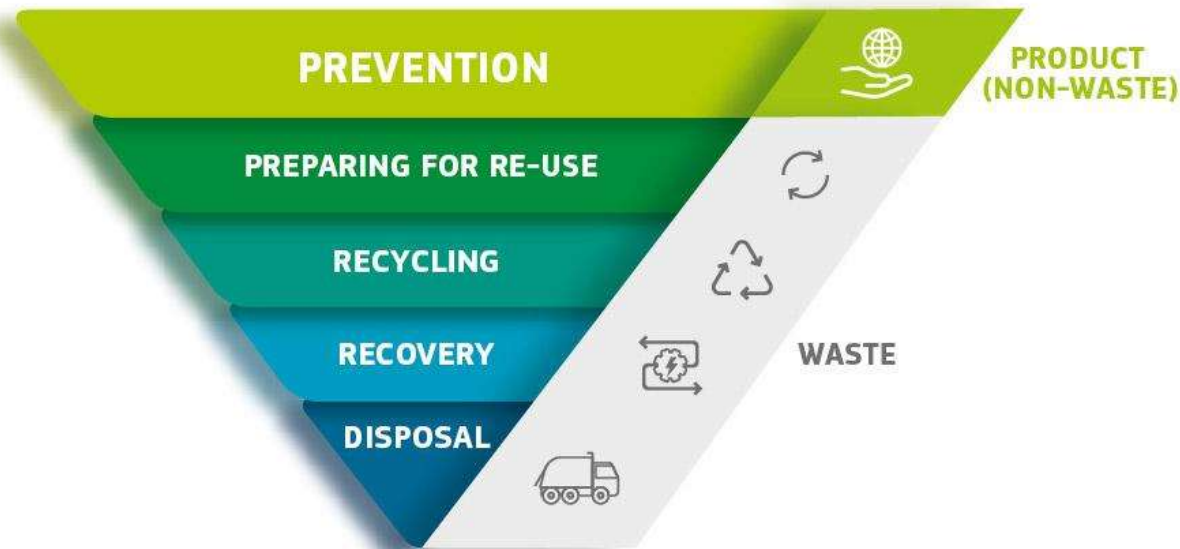 PREVENTION
PRODUCT
(NON-WASTE)
PREPARING FOR RE-USE
RECYCLING
RECOVERY
WASTE
DISPOSAL